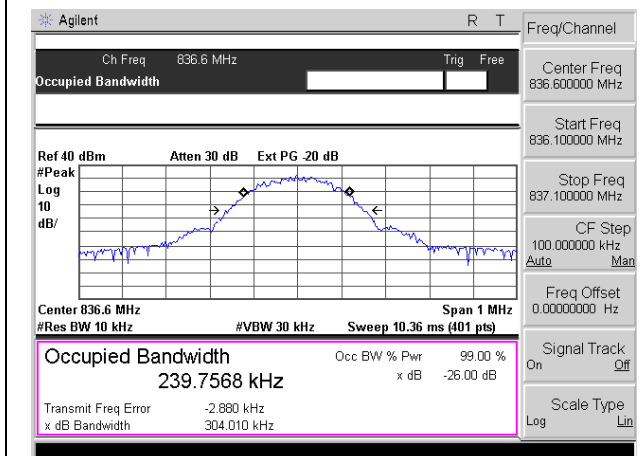 Agilent R T
Ch Freq 836.6 MHz Trig Free
Occupied Bandwidth
Ref 40 dBm Atten 30 dB Ext PG -20 dB
#Peak
Log
10
dB/
Center 836.6 MHz Span 1 MHz
#Res BW 10 kHz #VBW 30 kHz Sweep 10.36 ms (401 pts)
Occupied Bandwidth Occ BW % Pwr 99.00 %
239.7568 kHz x dB -26.00 dB
Transmit Freq Error -2.880 kHz
x dB Bandwidth 304.010 kHz
Freq/Channel
Center Freq
836.600000 MHz
Start Freq
836.100000 MHz
Stop Freq
837.100000 MHz
CF Step
100.000000 kHz
Auto Man
Freq Offset
0.00000000 Hz
Signal Track
On Off
Scale Type
Log Lin